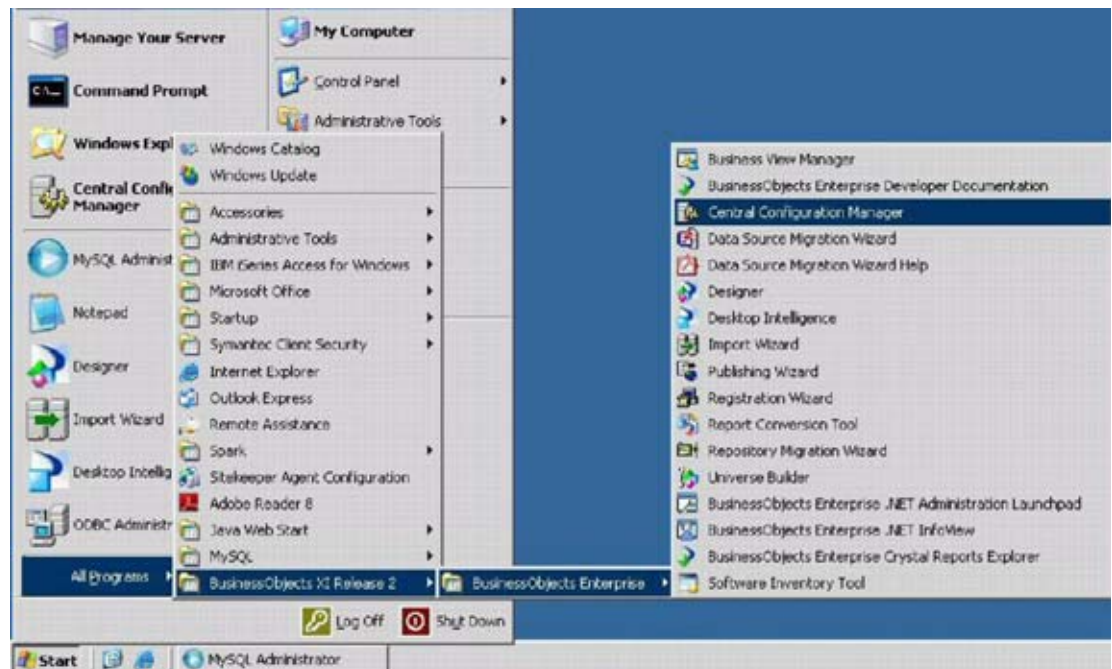 Manage Your Server
Command Prompt
Windows Expl
Central Confi
Manager
MySQL Administ
Notepad
Designer
Import Wizard
Desktop Intellig
ODBC Administr
All Programs
My Computer
Control Panel
Administrative Tools
Windows Catalog
Windows Update
Accessories
Administrative Tools
IBM iSeries Access for Windows
Microsoft Office
Startup
Symantec Client Security
Internet Explorer
Outlook Express
Remote Assistance
Spark
Sitekeeper Agent Configuration
Adobe Reader 8
Java Web Start
MySQL
BusinessObjects XI Release 2
BusinessObjects Enterprise
Business View Manager
BusinessObjects Enterprise Developer Documentation
Central Configuration Manager
Data Source Migration Wizard
Data Source Migration Wizard Help
Designer
Desktop Intelligence
Import Wizard
Publishing Wizard
Registration Wizard
Report Conversion Tool
Repository Migration Wizard
Universe Builder
BusinessObjects Enterprise .NET Administration Launchpad
BusinessObjects Enterprise .NET InfoView
BusinessObjects Enterprise Crystal Reports Explorer
Software Inventory Tool
Log Off
Shut Down
Start
MySQL Administrator